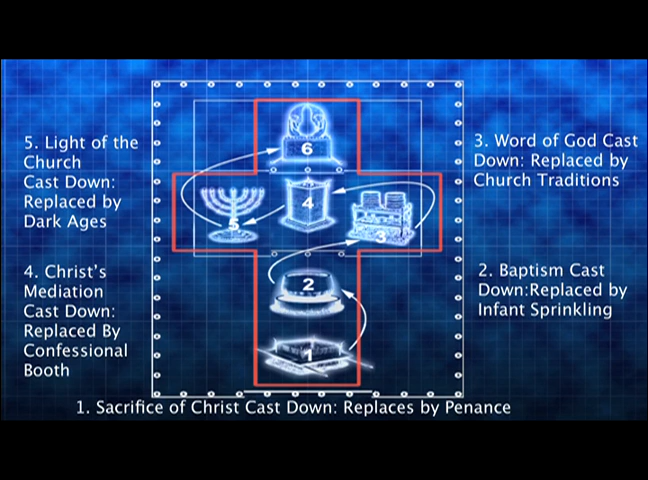 5. Light of the
Church
Cast Down:
Replaced by
Dark Ages
3. Word of God Cast
Down: Replaced by
Church Traditions
6
5
4
3
4. Christ's
Mediation
Cast Down:
Replaced By
Confessional
Booth
2
2. Baptism Cast
Down:Replaced by
Infant Sprinkling
1
1. Sacrifice of Christ Cast Down: Replaces by Penance